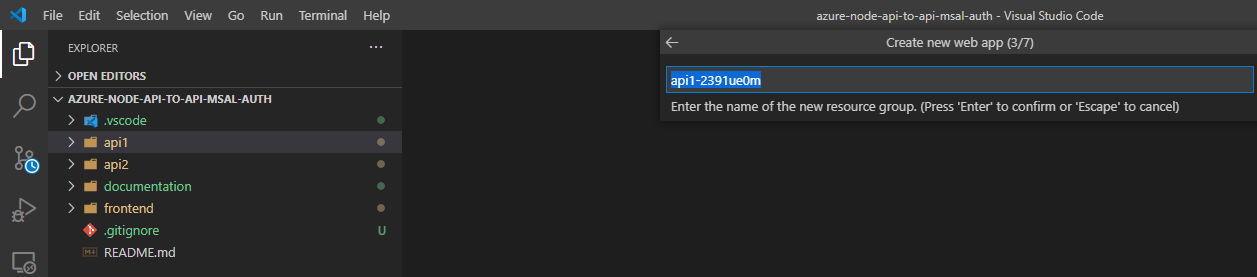 File Edit Selection View Go Run Terminal Help azure-node-api-to-api-msal-auth - Visual Studio Code
EXPLORER
OPEN EDITORS
AZURE-NODE-API-TO-API-MSAL-AUTH
.vscode
api1
api2
documentation
frontend
.gitignore U
README.md
Create new web app (3/7)
api1-2391ue0m
Enter the name of the new resource group. (Press 'Enter' to confirm or 'Escape' to cancel)